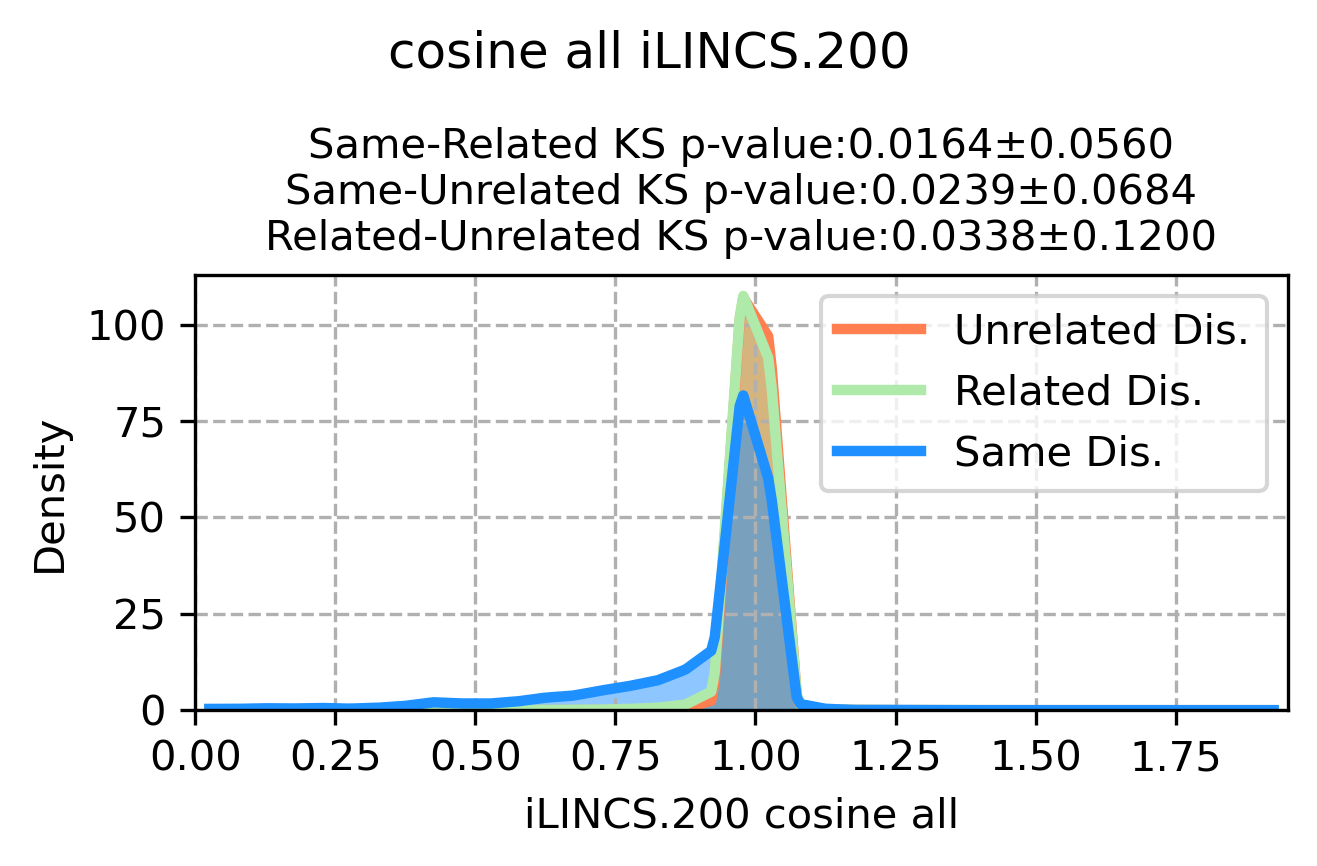 cosine all iLINCS.200
Same-Related KS p-value:0.0164±0.0560
Same-Unrelated KS p-value:0.0239±0.0684
Related-Unrelated KS p-value:0.0338±0.1200
100
75
50
25
0
Density
Unrelated Dis.
Related Dis.
Same Dis.
0.00 0.25 0.50 0.75 1.00 1.25 1.50 1.75
iLINCS.200 cosine all